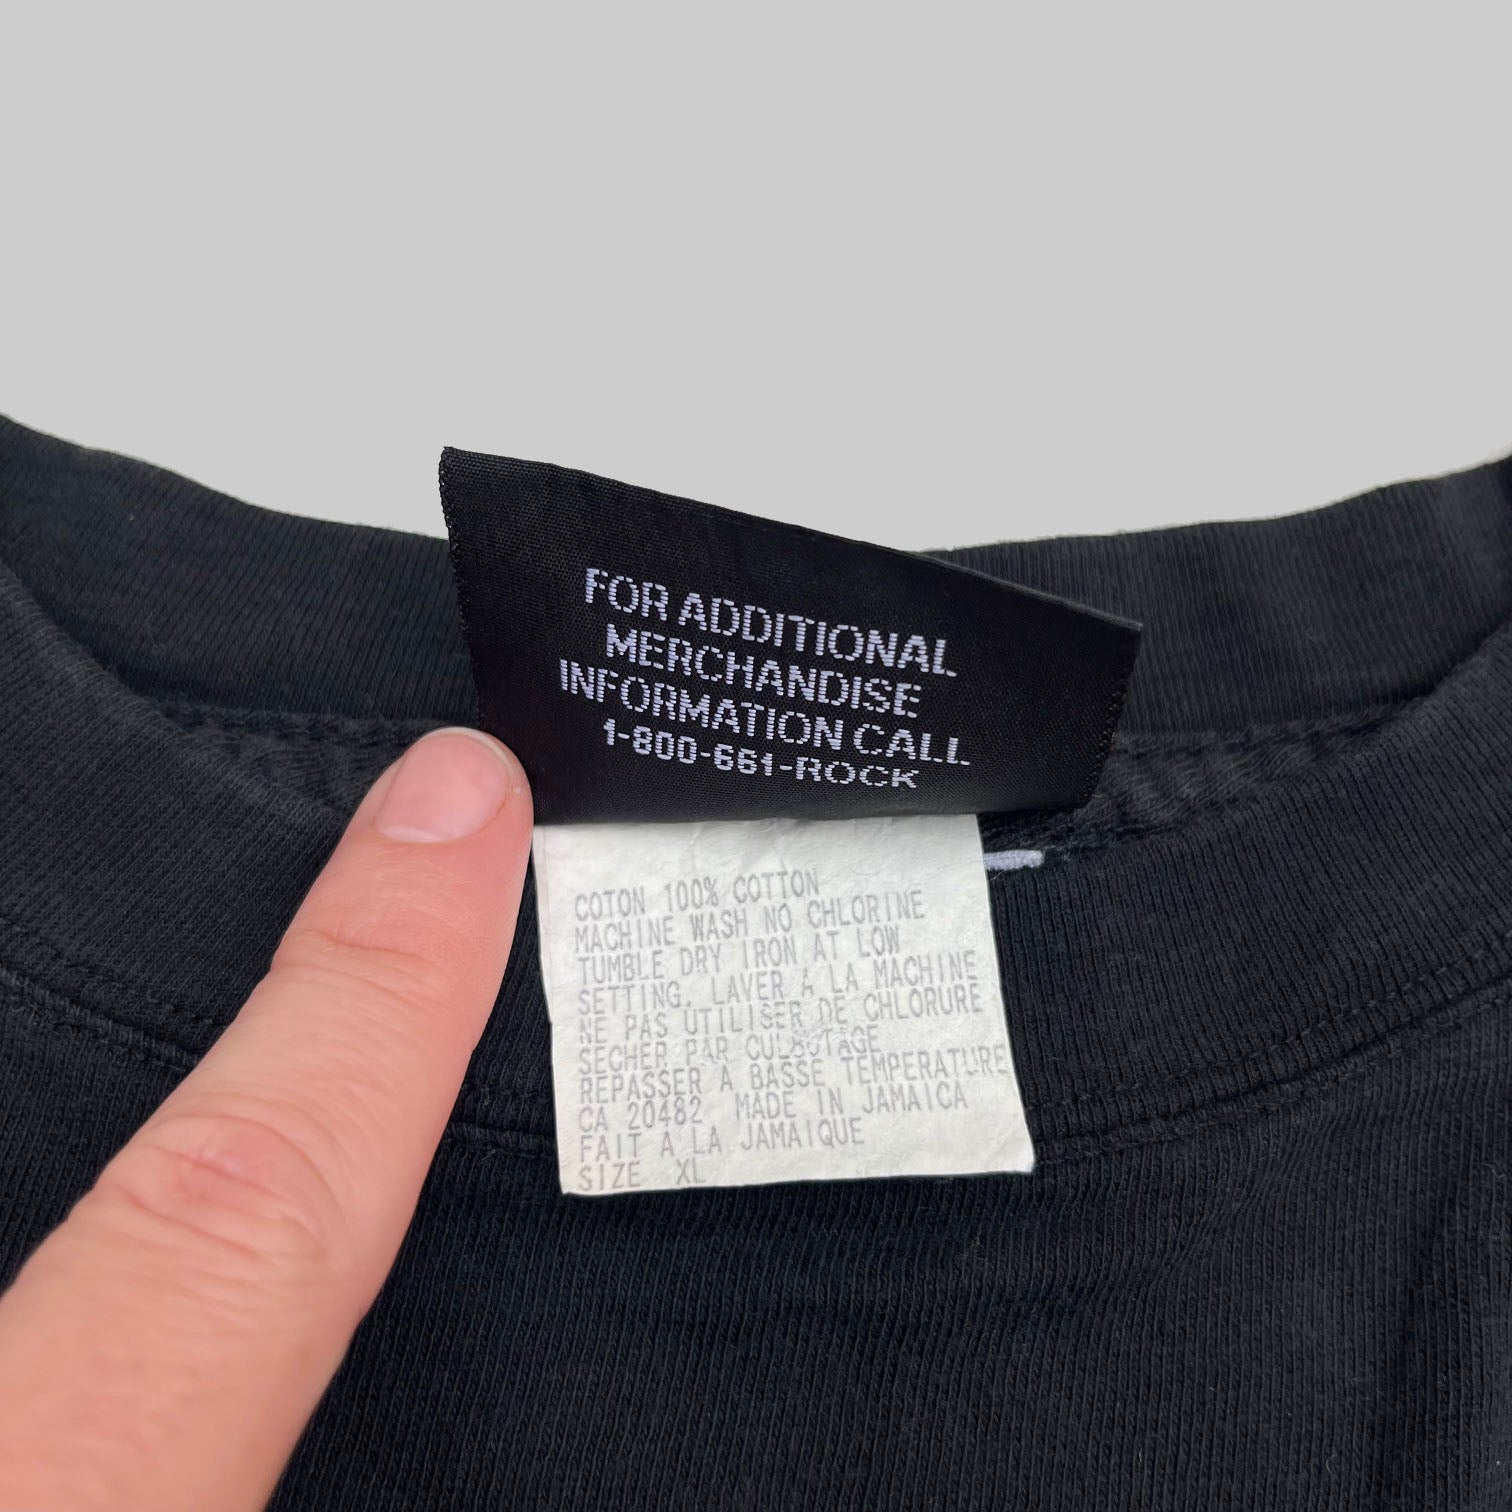 FOR ADDITIONAL
MERCHANDISE
INFORMATION CALL
1-800-661-ROCK
COTON 100% COTTON
MACHINE WASH NO CHLORINE
TUMBLE DRY IRON AT LOW
SETTING. LAVER A LA MACHINE
NE PAS UTILISER DE CHLORURE
SECHER PAR
REPASSER A BASSE TEMPERATURE
CA 20482 MADE IN JAMAICA
FAIT A LA JAMAIQUE
SIZE XL